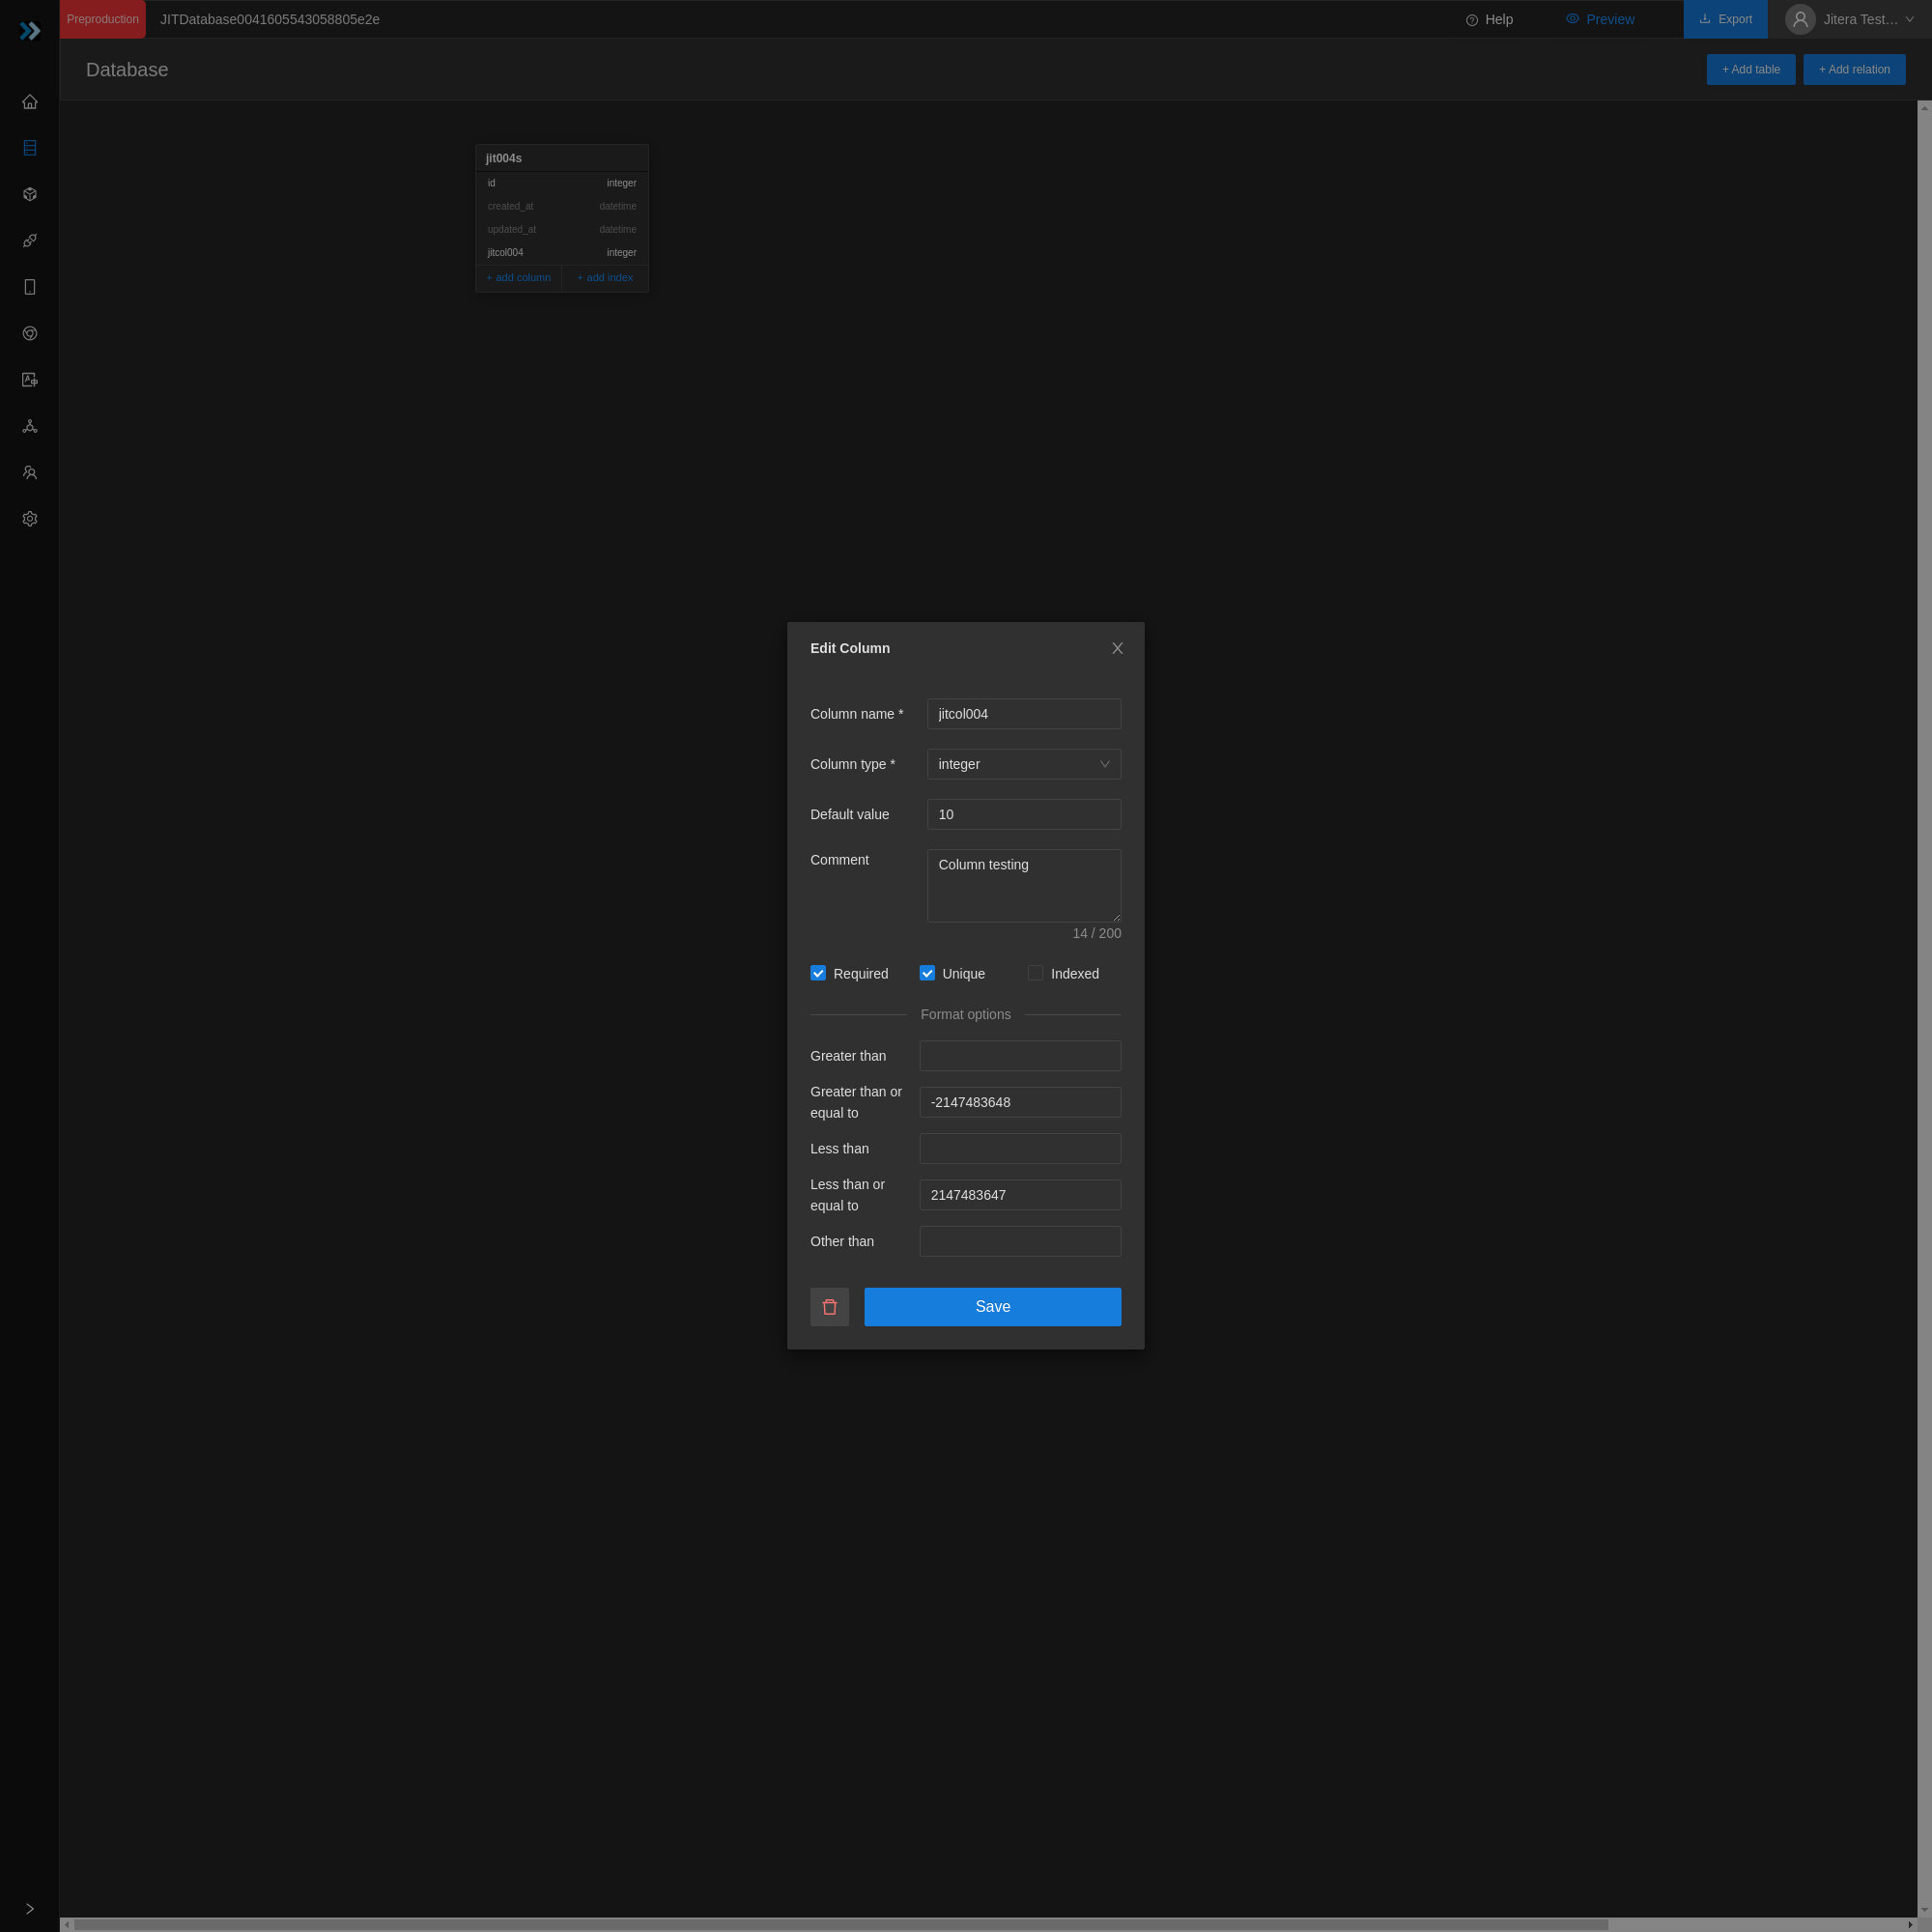 Preproduction JITDatabase0041605543058805e2e Help Preview Export Jitera Test…
Database + Add table + Add relation
jit004s
id integer
created_at datetime
updated_at datetime
jitcol004 integer
+ add column + add index
Edit Column
Column name * jitcol004
Column type * integer
Default value 10
Comment Column testing
14 / 200
Required Unique Indexed
Format options
Greater than
Greater than or
equal to -2147483648
Less than
Less than or
equal to 2147483647
Other than
Save